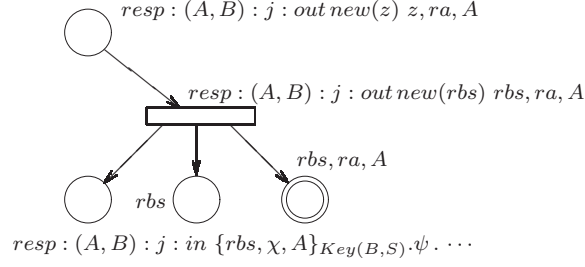 resp : (A, B) : j : out new(z) z, ra, A
resp : (A, B) : j : out new(rbs) rbs, ra, A
rbs, ra, A
rbs
resp : (A, B) : j : in {rbs, χ, A}_{Key(B,S)}.ψ . ⋯